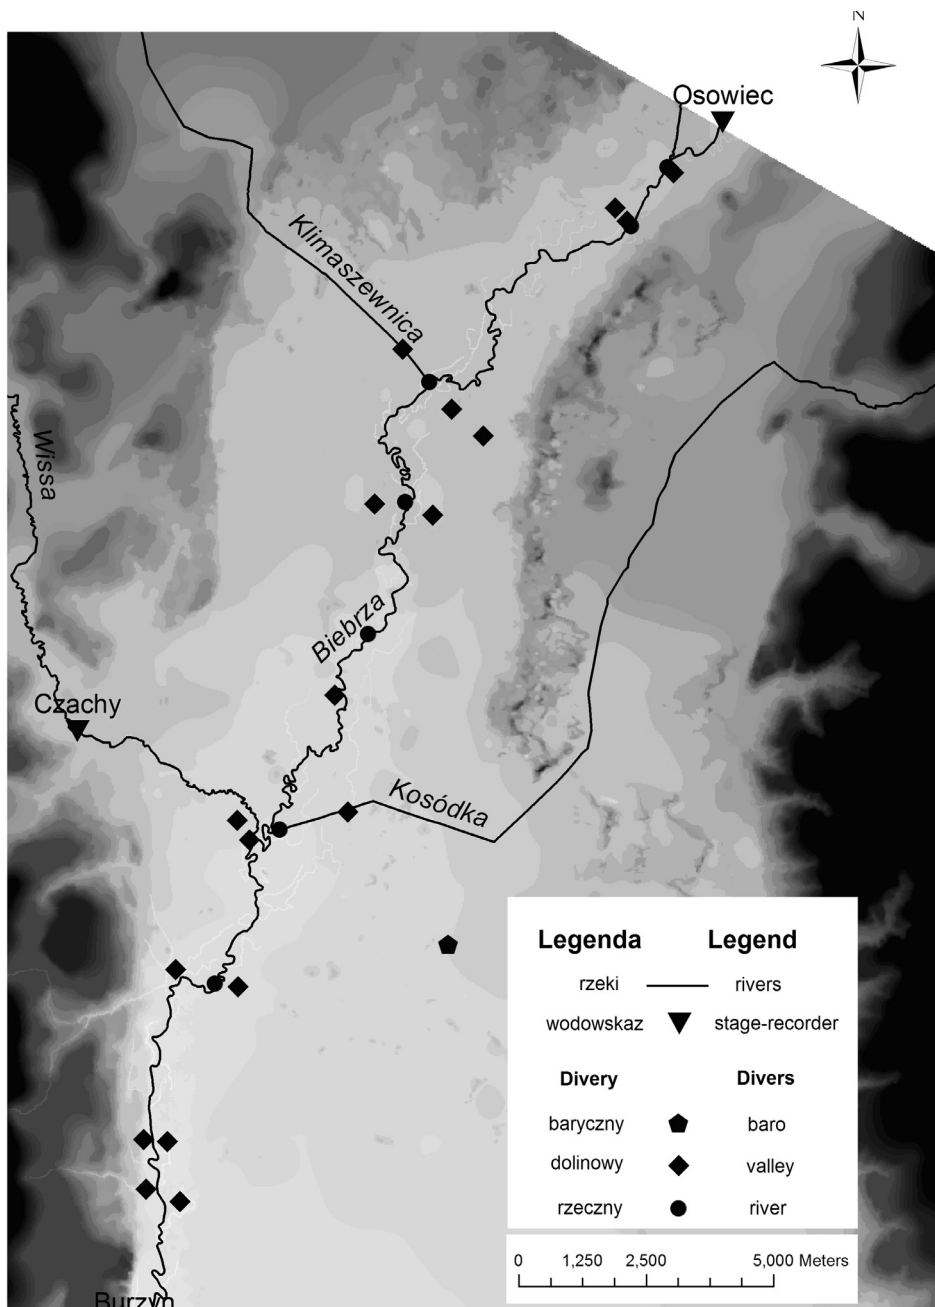 N
Osowiec
Klimaszewnica
Wissa
Biebrza
Czachy
Kosódka
Legenda Legend
rzeki rivers
wodowskaz stage-recorder
Divery Divers
baryczny baro
dolinowy valley
rzeczny river
0 1,250 2,500 5,000 Meters
Burzyn